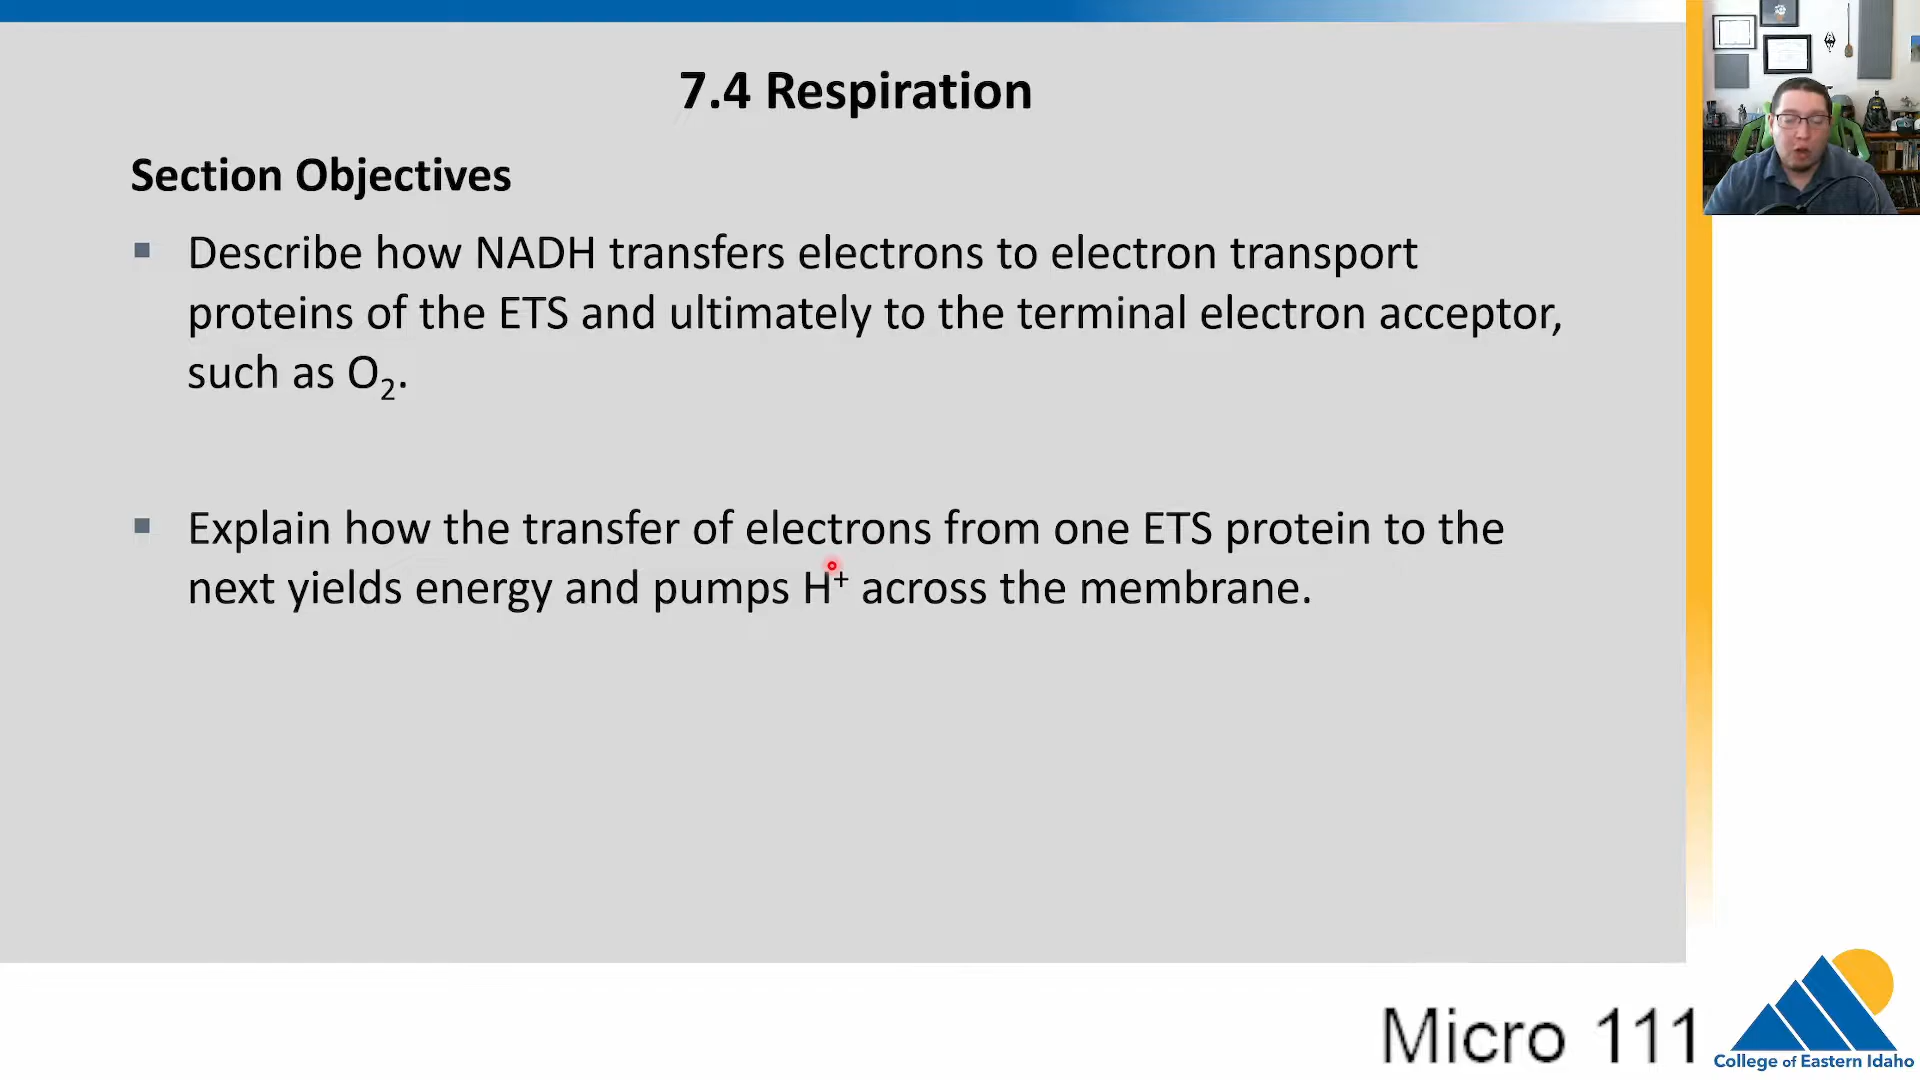 7.4 Respiration
Section Objectives
▪ Describe how NADH transfers electrons to electron transport
proteins of the ETS and ultimately to the terminal electron acceptor,
such as O₂.
▪ Explain how the transfer of electrons from one ETS protein to the
next yields energy and pumps H⁺ across the membrane.
Micro 111
College of Eastern Idaho